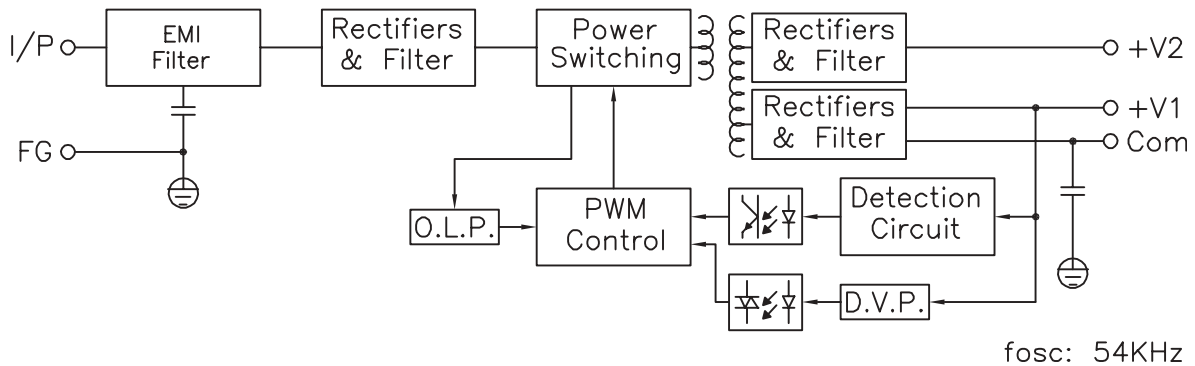 I/P
EMI
Filter
Rectifiers
& Filter
Power
Switching
Rectifiers
& Filter
+V2
Rectifiers
& Filter
+V1
Com
FG
O.L.P.
PWM
Control
Detection
Circuit
D.V.P.
fosc: 54KHz